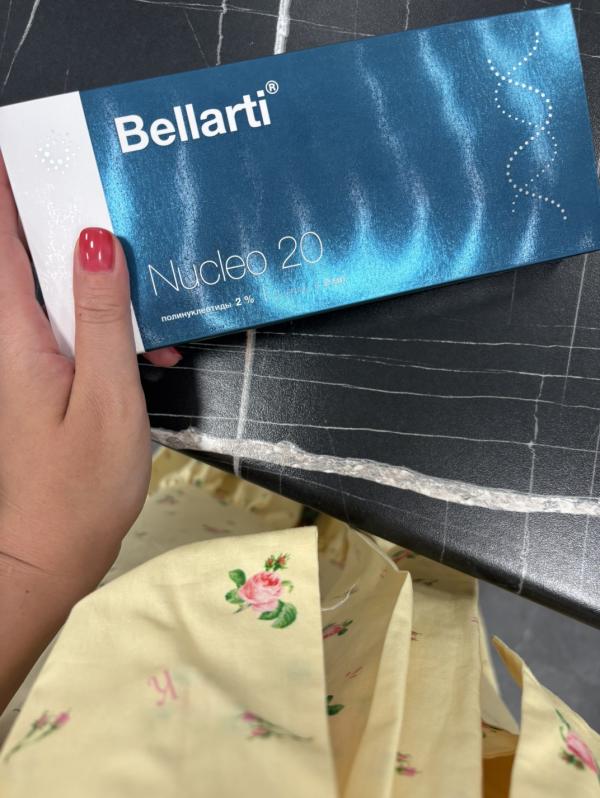 Bellarti®
Nucleo 20
полинуклеотиды 2 %